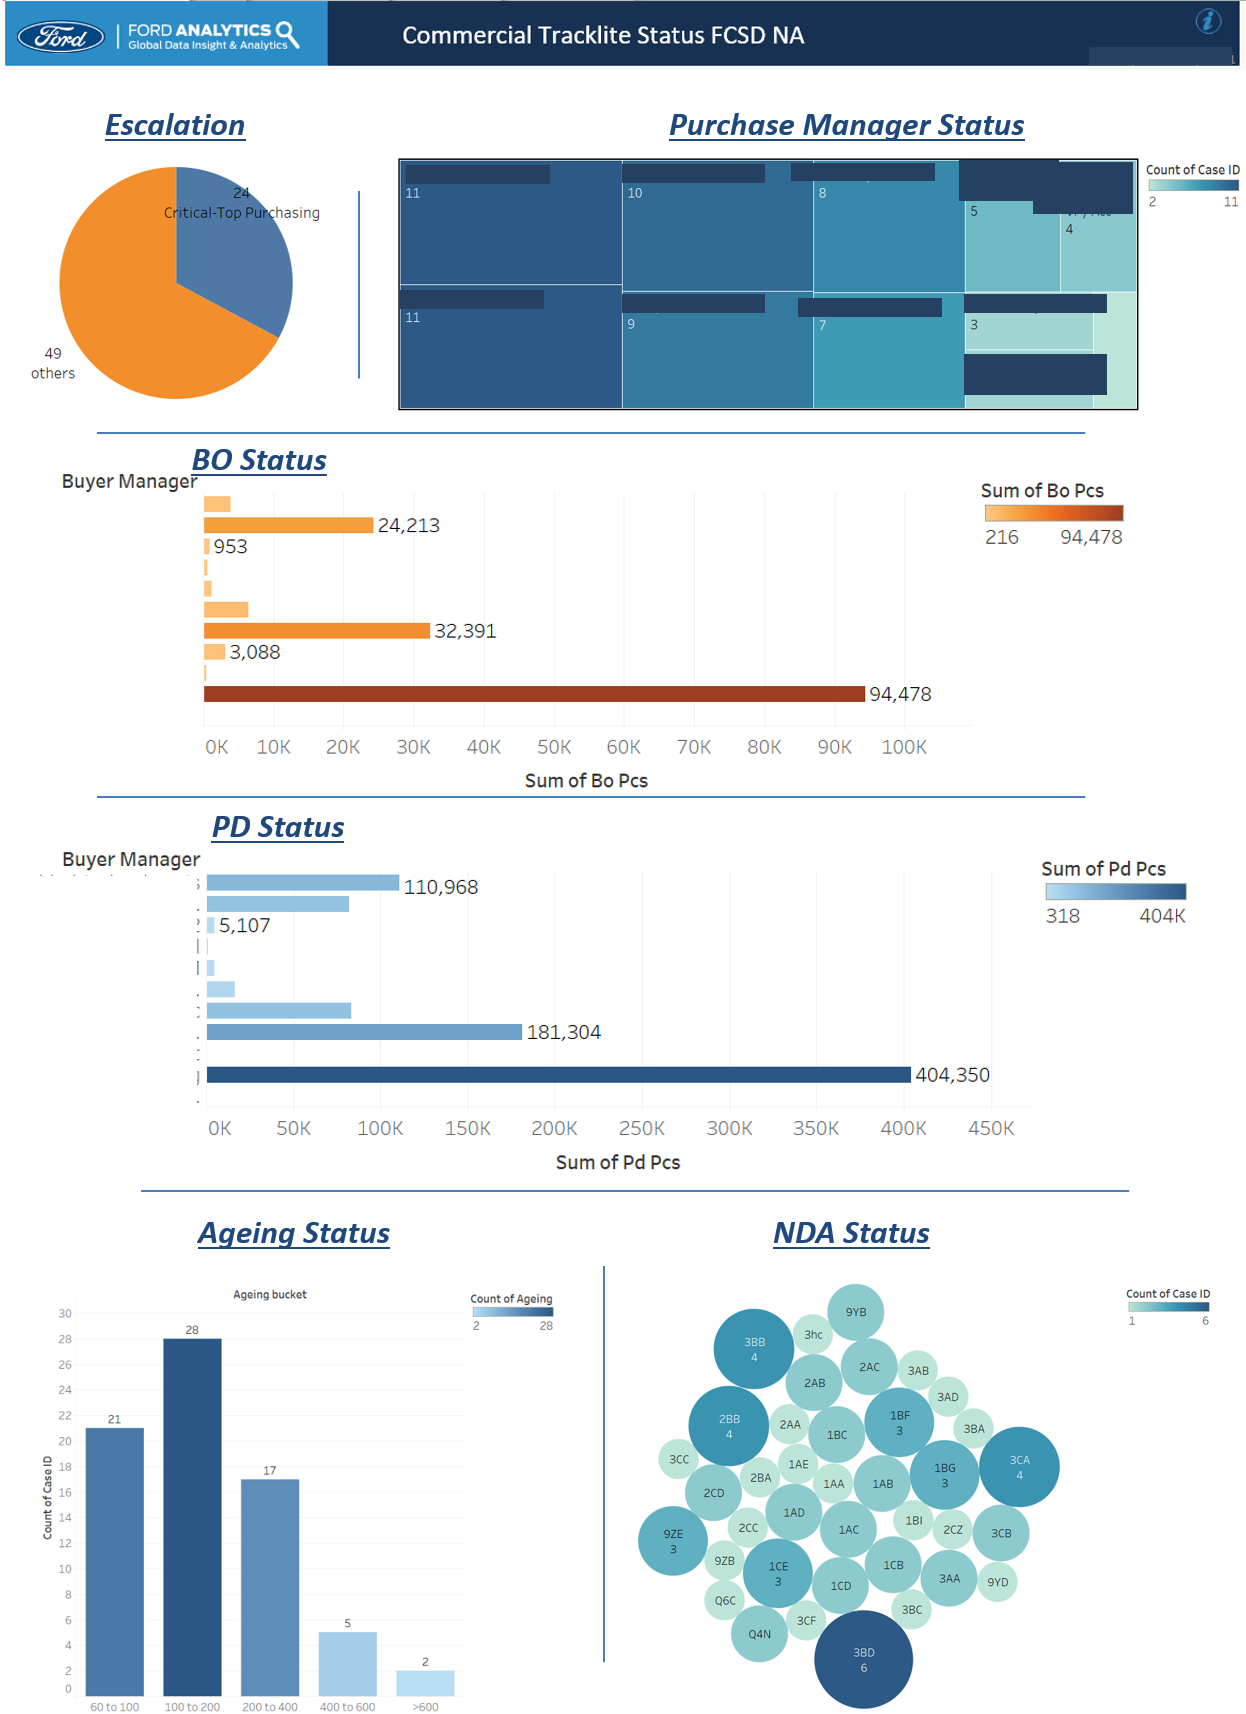 Ford
FORD ANALYTICS
Global Data Insight & Analytics
Commercial Tracklite Status FCSD NA
i
Escalation
24
Critical-Top Purchasing
49
others
Purchase Manager Status
11
10
8
5
4
11
9
7
3
Count of Case ID
2 11
BO Status
Buyer Manager
24,213
953
32,391
3,088
94,478
0K 10K 20K 30K 40K 50K 60K 70K 80K 90K 100K
Sum of Bo Pcs
Sum of Bo Pcs
216 94,478
PD Status
Buyer Manager
110,968
5,107
181,304
404,350
0K 50K 100K 150K 200K 250K 300K 350K 400K 450K
Sum of Pd Pcs
Sum of Pd Pcs
318 404K
Ageing Status
Ageing bucket
Count of Case ID
30
28
26
24
22
20
18
16
14
12
10
8
6
4
2
0
21
28
17
5
2
60 to 100 100 to 200 200 to 400 400 to 600 >600
Count of Ageing
2 28
NDA Status
9YB
3hc
3BB
4
2AC
3AB
2AB
3AD
2BB
4
2AA
1BF
3
3BA
1BC
3CC
1AE
3CA
4
2BA
1BG
3
1AA
1AB
2CD
1AD
1BI
2CC
1AC
2CZ
3CB
9ZE
3
9ZB
1CE
3
1CB
3AA
9YD
1CD
Q6C
3BC
3CF
Q4N
3BD
6
Count of Case ID
1 6